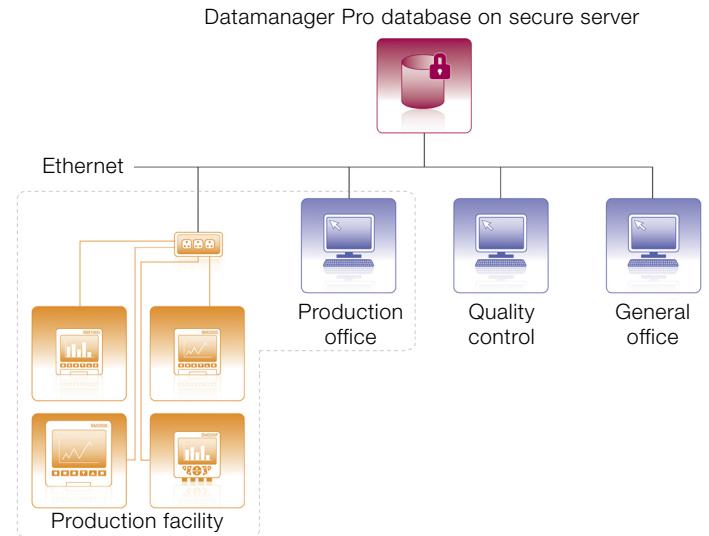 Datamanager Pro database on secure server
Ethernet
Production
office
Quality
control
General
office
Production facility